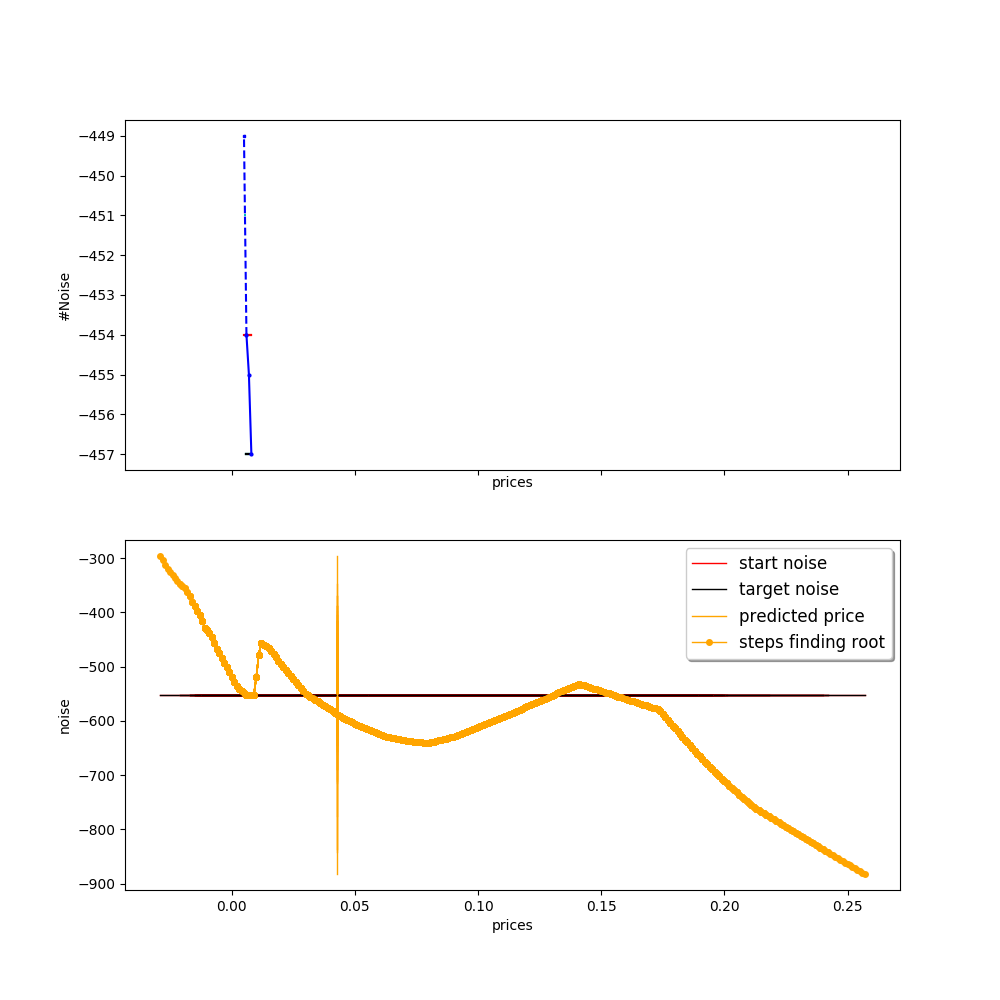 −449
−450
−451
−452
−453
−454
−455
−456
−457
#Noise
prices
−300
−400
−500
−600
−700
−800
−900
noise
start noise
target noise
predicted price
steps finding root
0.00 0.05 0.10 0.15 0.20 0.25
prices